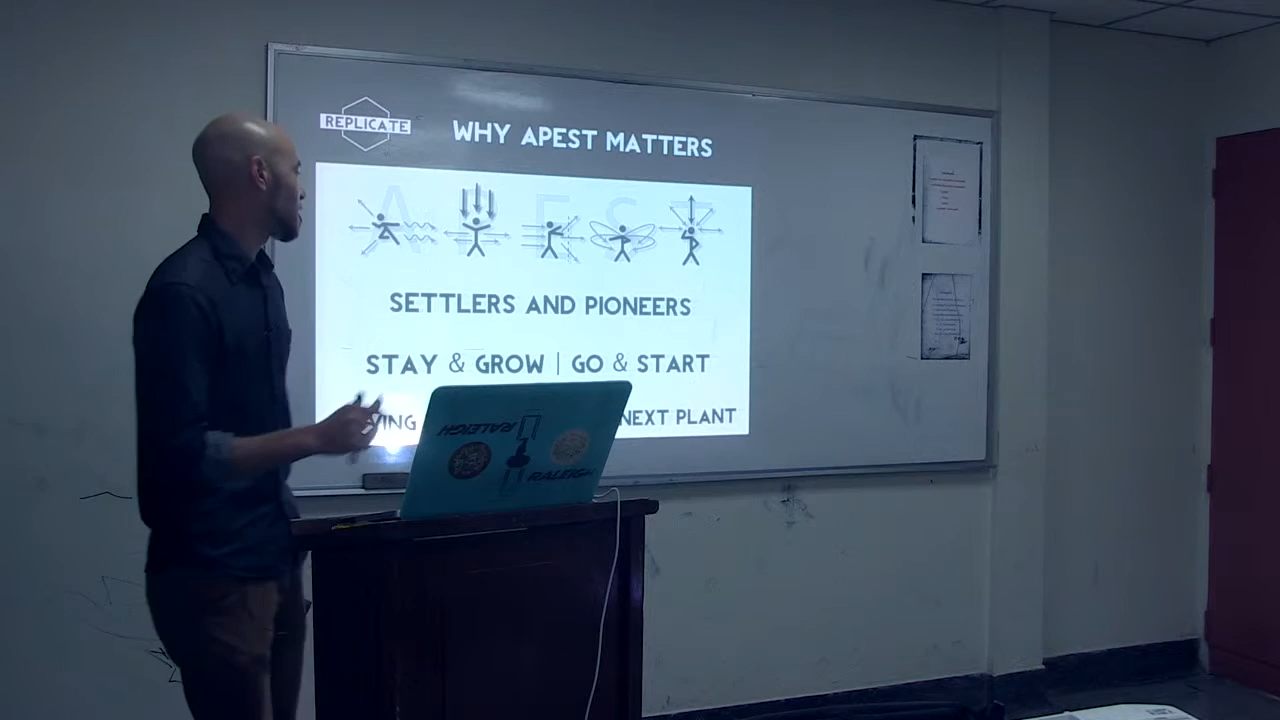 REPLICATE
WHY APEST MATTERS
A P E S T
SETTLERS AND PIONEERS
STAY & GROW | GO & START
NEXT PLANT
RALEIGH
RALEIGH